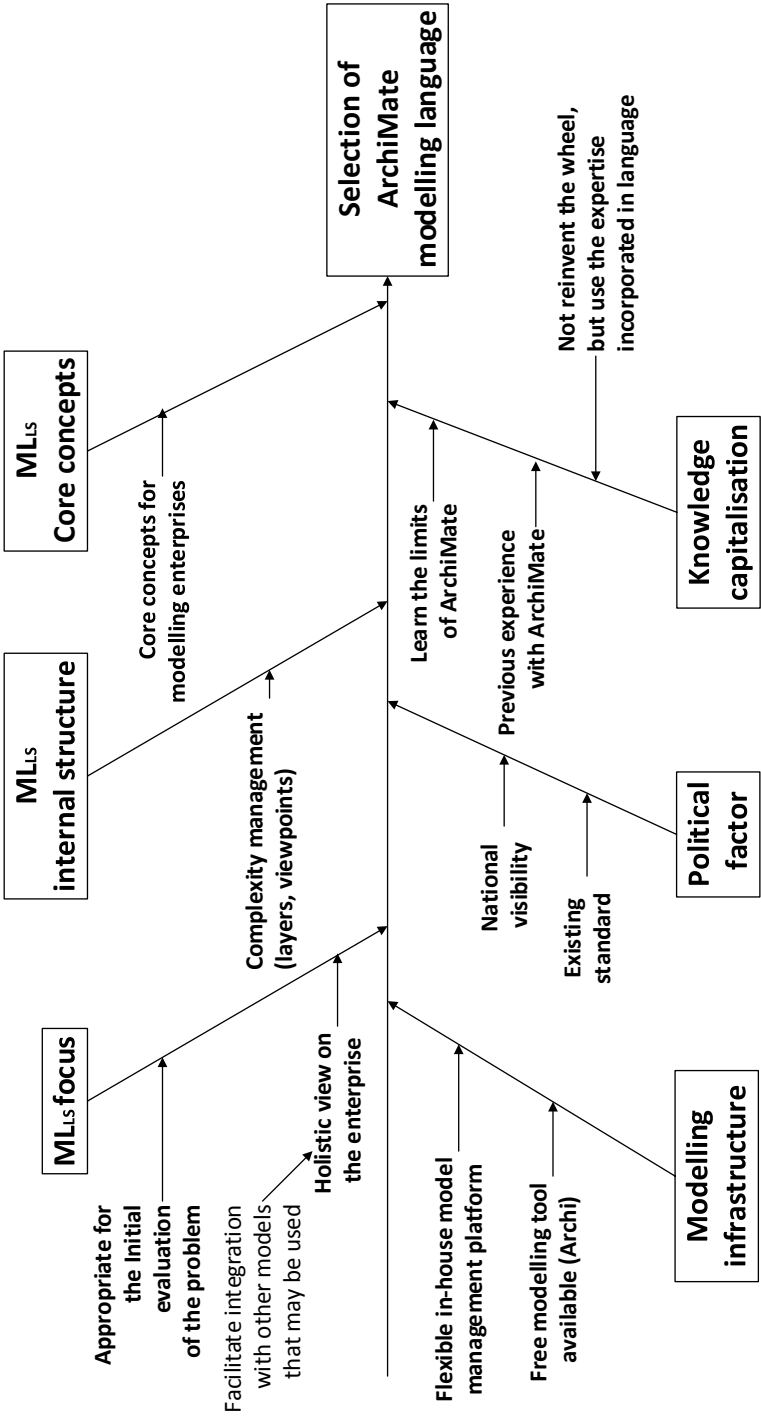 MLLS focus
MLLS
internal structure
MLLS
Core concepts
Appropriate for
the Initial
evaluation
of the problem
Facilitate integration
with other models
that may be used
Holistic view on
the enterprise
Complexity management
(layers, viewpoints)
Core concepts for
modelling enterprises
Selection of
ArchiMate
modelling language
Flexible in-house model
management platform
Free modelling tool
available (Archi)
National
visibility
Existing
standard
Learn the limits
of ArchiMate
Previous experience
with ArchiMate
Not reinvent the wheel,
but use the expertise
incorporated in language
Modelling
infrastructure
Political
factor
Knowledge
capitalisation